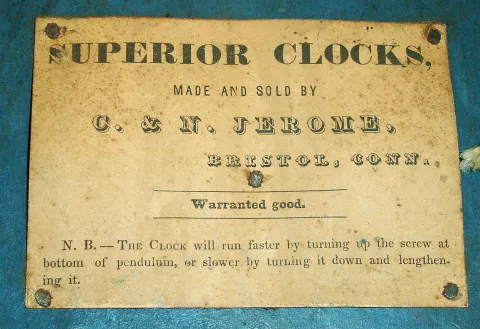 SUPERIOR CLOCKS,
MADE AND SOLD BY
C. & N. JEROME,
BRISTOL, CONN.,
Warranted good.
N. B. — THE CLOCK will run faster by turning up the screw at
bottom of pendulum, or slower by turning it down and lengthen-
ing it.